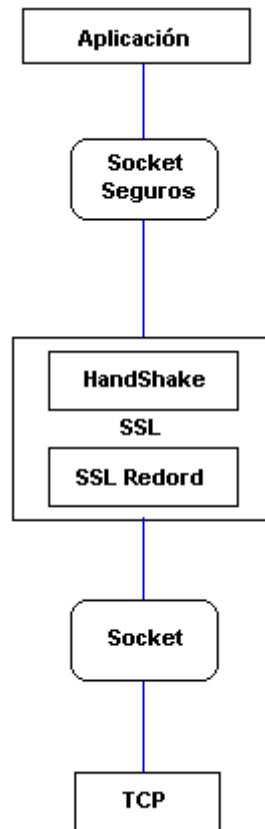 Aplicación
Socket
Seguros
HandShake
SSL
SSL Redord
Socket
TCP